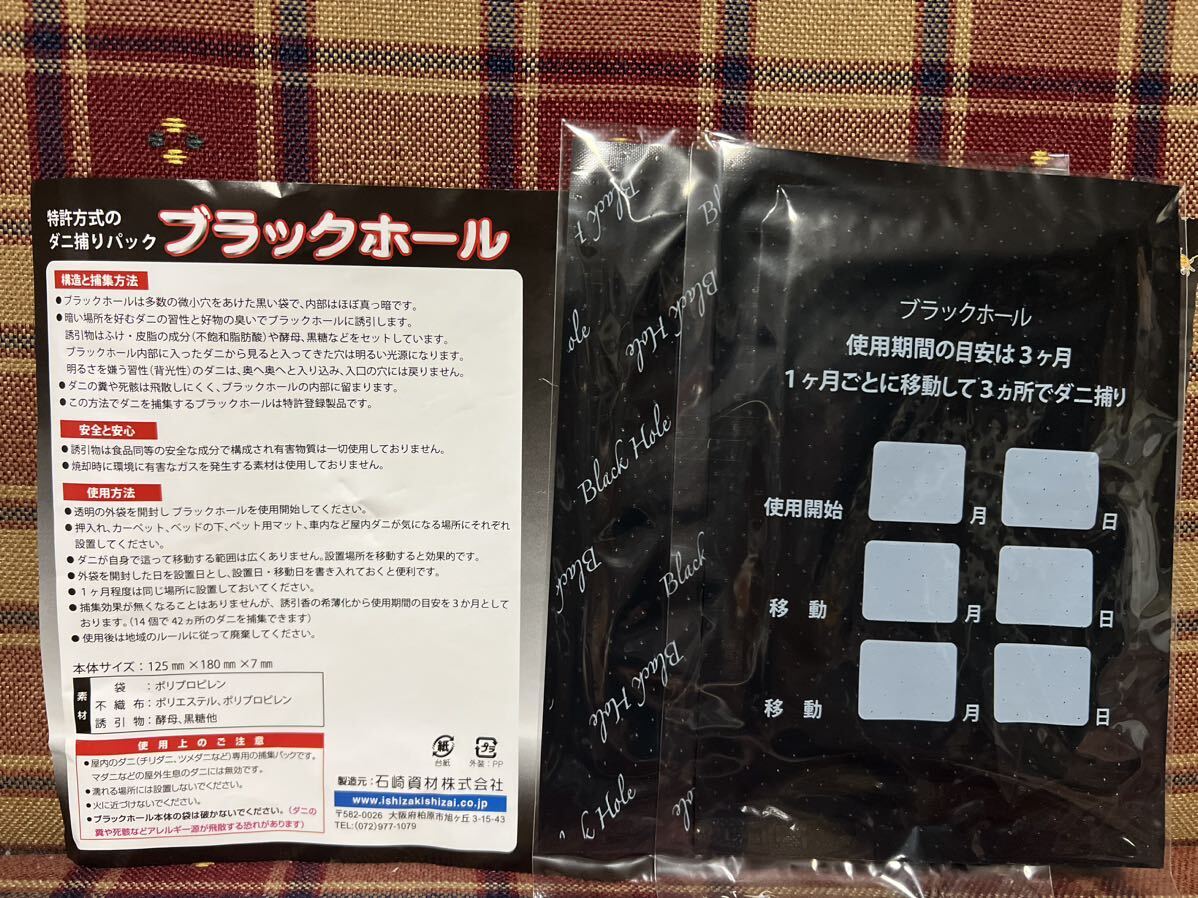 特許方式の
ダニ捕りパック
ブラックホール
構造と捕集方法
●ブラックホールは多数の微小穴をあけた黒い袋で、内部はほぼ真っ暗です。
●暗い場所を好むダニの習性と好物の臭いでブラックホールに誘引します。
誘引物はふけ・皮脂の成分(不飽和脂肪酸)や酵母、黒糖などをセットしています。
ブラックホール内部に入ったダニから見ると入ってきた穴は明るい光源になります。
明るさを嫌う習性(背光性)のダニは、奥へ奥へと入り込み、入口の穴には戻りません。
●ダニの糞や死骸は飛散しにくく、ブラックホールの内部に留まります。
●この方法でダニを捕集するブラックホールは特許登録製品です。
安全と安心
●誘引物は食品同等の安全な成分で構成され有害物質は一切使用しておりません。
●焼却時に環境に有害なガスを発生する素材は使用しておりません。
使用方法
●透明の外袋を開封し ブラックホールを使用開始してください。
●押入れ、カーペット、ベッドの下、ペット用マット、車内など屋内ダニが気になる場所にそれぞれ
設置してください。
●ダニが自身で這って移動する範囲は広くありません。設置場所を移動すると効果的です。
●外袋を開封した日を設置日とし、設置日・移動日を書き入れておくと便利です。
●1ヶ月程度は同じ場所に設置しておいてください。
●捕集効果が無くなることはありませんが、誘引香の希薄化から使用期間の目安を3か月として
おります。(14個で42ヵ所のダニを捕集できます)
●使用後は地域のルールに従って廃棄してください。
本体サイズ:125㎜×180㎜×7㎜
素材
袋:ポリプロピレン
不織布:ポリエステル、ポリプロピレン
誘引物:酵母、黒糖他
使用上のご注意
●屋内のダニ(チリダニ、ツメダニなど)専用の捕集パックです。
マダニなどの屋外生息のダニには無効です。
●濡れる場所には設置しないでください。
●火に近づけないでください。
●ブラックホール本体の袋は破かないでください。(ダニの
糞や死骸などアレルギー源が飛散する恐れがあります)
紙
台紙
プラ
外装:PP
製造元:石崎資材株式会社
www.ishizakishizai.co.jp
〒582-0026 大阪府柏原市旭ヶ丘3-15-43
TEL:(072)977-1079
Black Hole
Black Hole
Black
Black
Black Hole
ブラックホール
使用期間の目安は3ヶ月
1ヶ月ごとに移動して3ヵ所でダニ捕り
使用開始 月 日
移動 月 日
移動 月 日